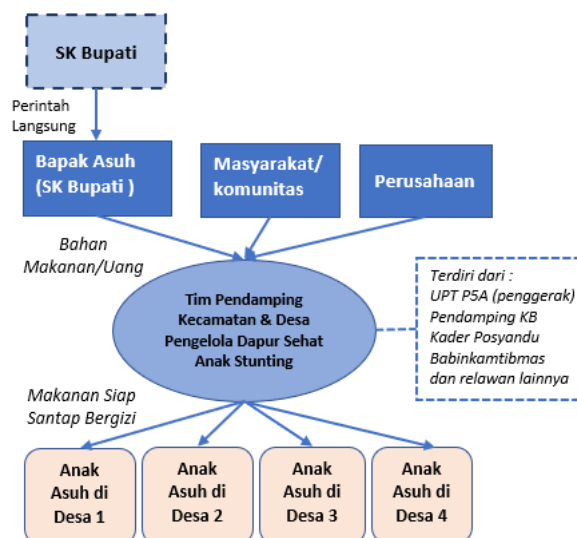 SK Bupati
Perintah
Langsung
Bapak Asuh
(SK Bupati )
Masyarakat/
komunitas
Perusahaan
Bahan
Makanan/Uang
Tim Pendamping
Kecamatan & Desa
Pengelola Dapur Sehat
Anak Stunting
Terdiri dari :
UPT P5A (penggerak)
Pendamping KB
Kader Posyandu
Babinkamtibmas
dan relawan lainnya
Makanan Siap
Santap Bergizi
Anak
Asuh di
Desa 1
Anak
Asuh di
Desa 2
Anak
Asuh di
Desa 3
Anak
Asuh di
Desa 4